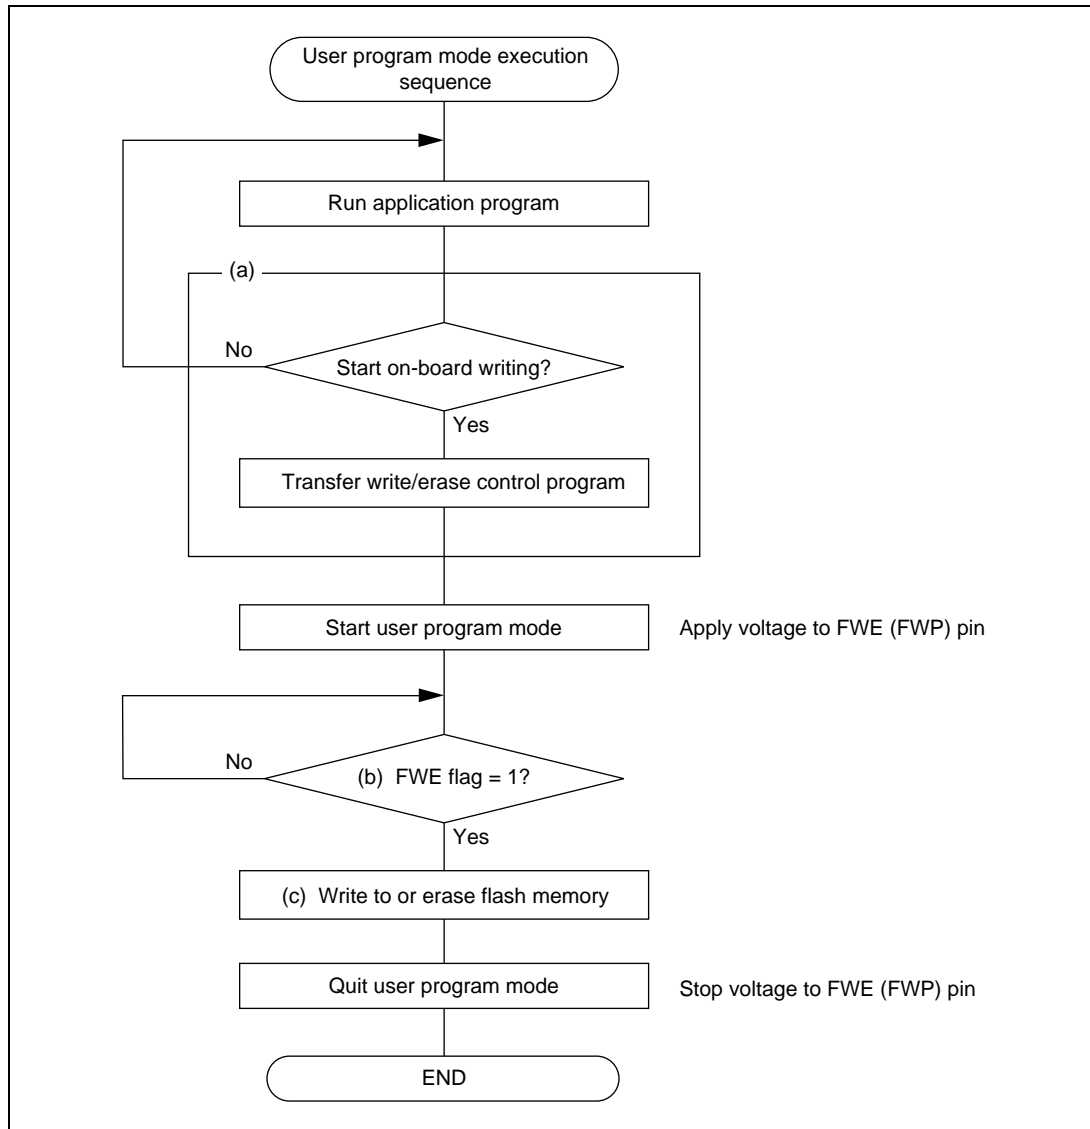 User program mode execution
sequence
Run application program
(a)
No
Start on-board writing?
Yes
Transfer write/erase control program
Start user program mode
Apply voltage to FWE (FWP) pin
No
(b) FWE flag = 1?
Yes
(c) Write to or erase flash memory
Quit user program mode
Stop voltage to FWE (FWP) pin
END